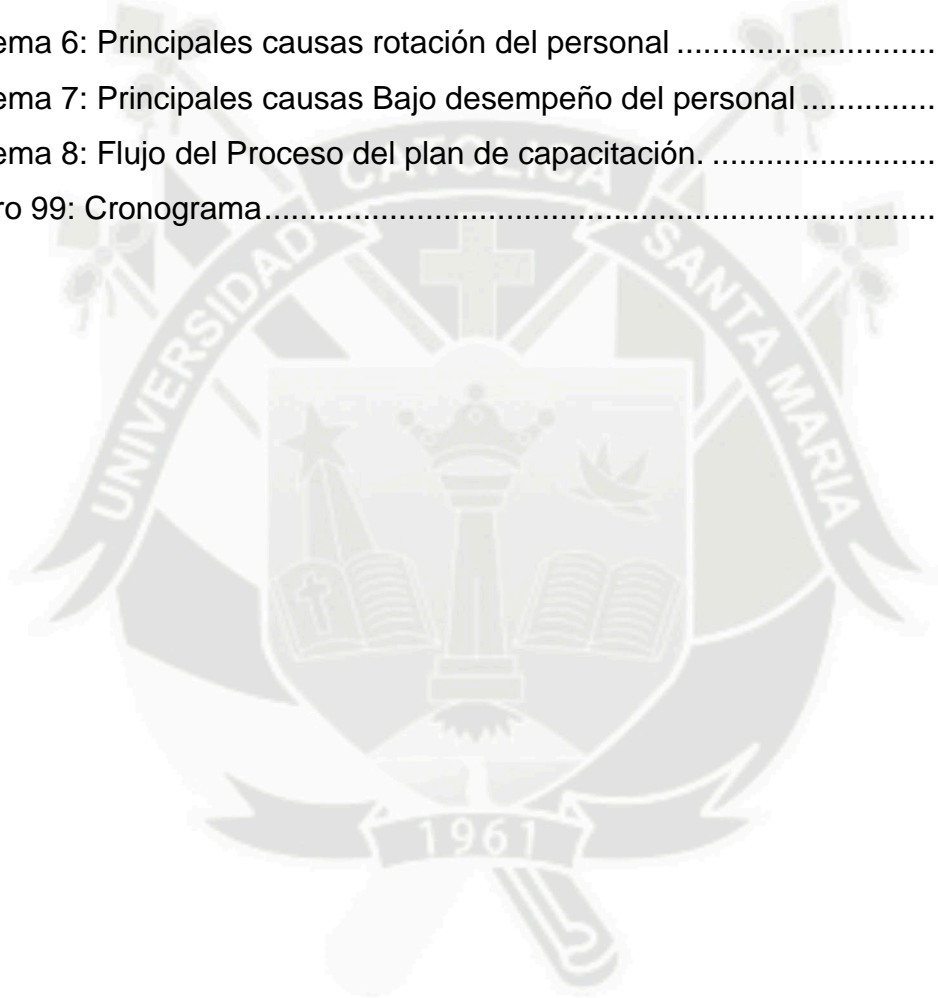 ema 6: Principales causas rotación del personal ............................
ema 7: Principales causas Bajo desempeño del personal ...............
ema 8: Flujo del Proceso del plan de capacitación. .........................
ro 99: Cronograma............................................................................
UNIVERSIDAD CATOLICA SANTA MARIA
1961